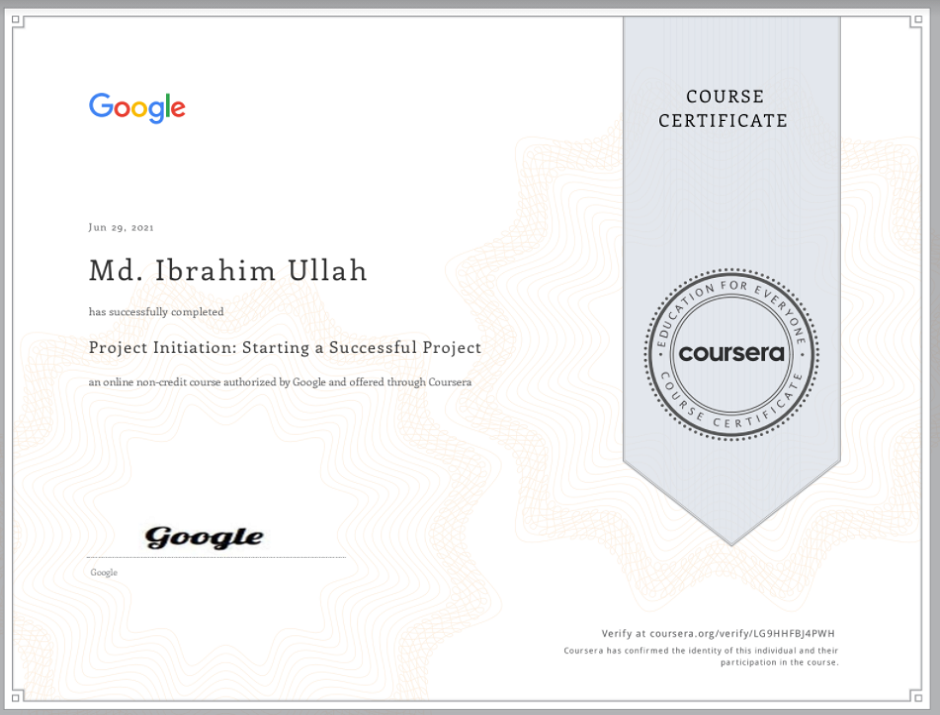 Google
COURSE
CERTIFICATE
Jun 29, 2021
Md. Ibrahim Ullah
has successfully completed
Project Initiation: Starting a Successful Project
an online non-credit course authorized by Google and offered through Coursera
EDUCATION FOR EVERYONE
coursera
COURSE CERTIFICATE
Google
Google
Verify at coursera.org/verify/LG9HHFBJ4PWH
Coursera has confirmed the identity of this individual and their
participation in the course.